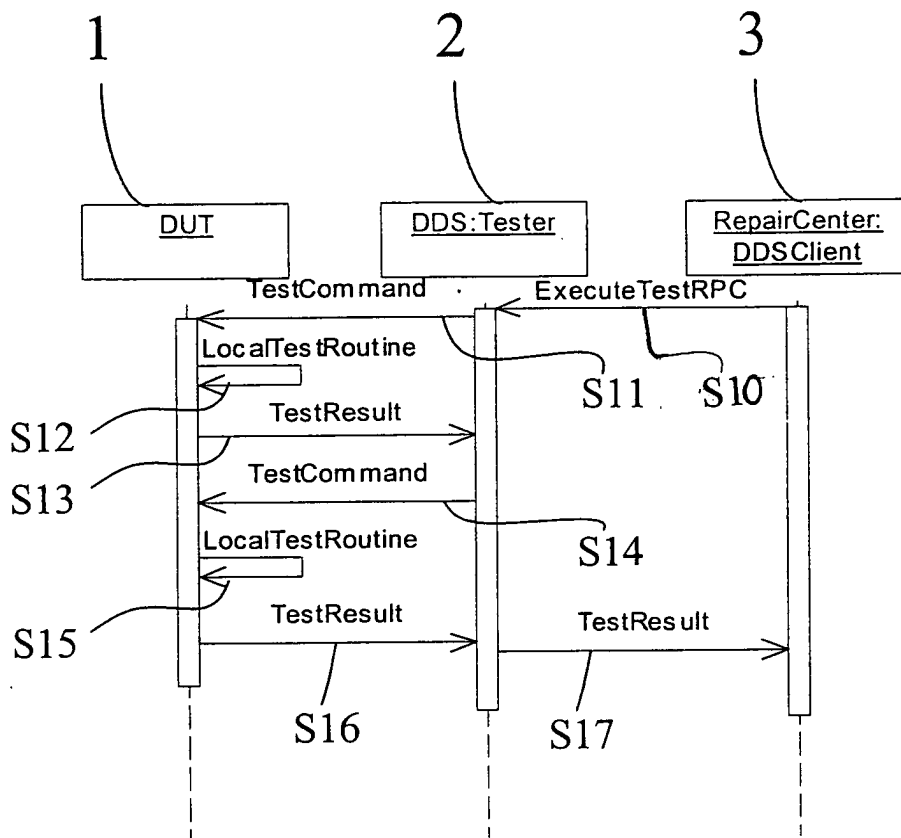 1
2
3
DUT
DDS:Tester
RepairCenter:
DDSClient
TestCommand
ExecuteTestRPC
LocalTestRoutine
S11
S10
S12
TestResult
S13
TestCommand
S14
LocalTestRoutine
S15
TestResult
TestResult
S16
S17